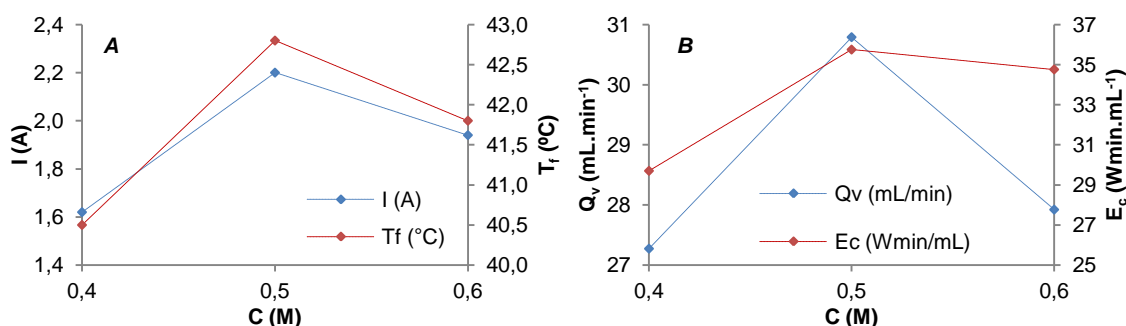 A
I (A)
2,4
2,2
2,0
1,8
1,6
1,4
43,0
42,5
42,0
41,5
41,0
40,5
40,0
T_f (ºC)
I (A)
Tf (°C)
0,4
0,5
0,6
C (M)
B
Q_v (mL.min⁻¹)
31
30
29
28
27
37
35
33
31
29
27
25
E_c (Wmin.mL⁻¹)
Qv (mL/min)
Ec (Wmin/mL)
0,4
0,5
0,6
C (M)